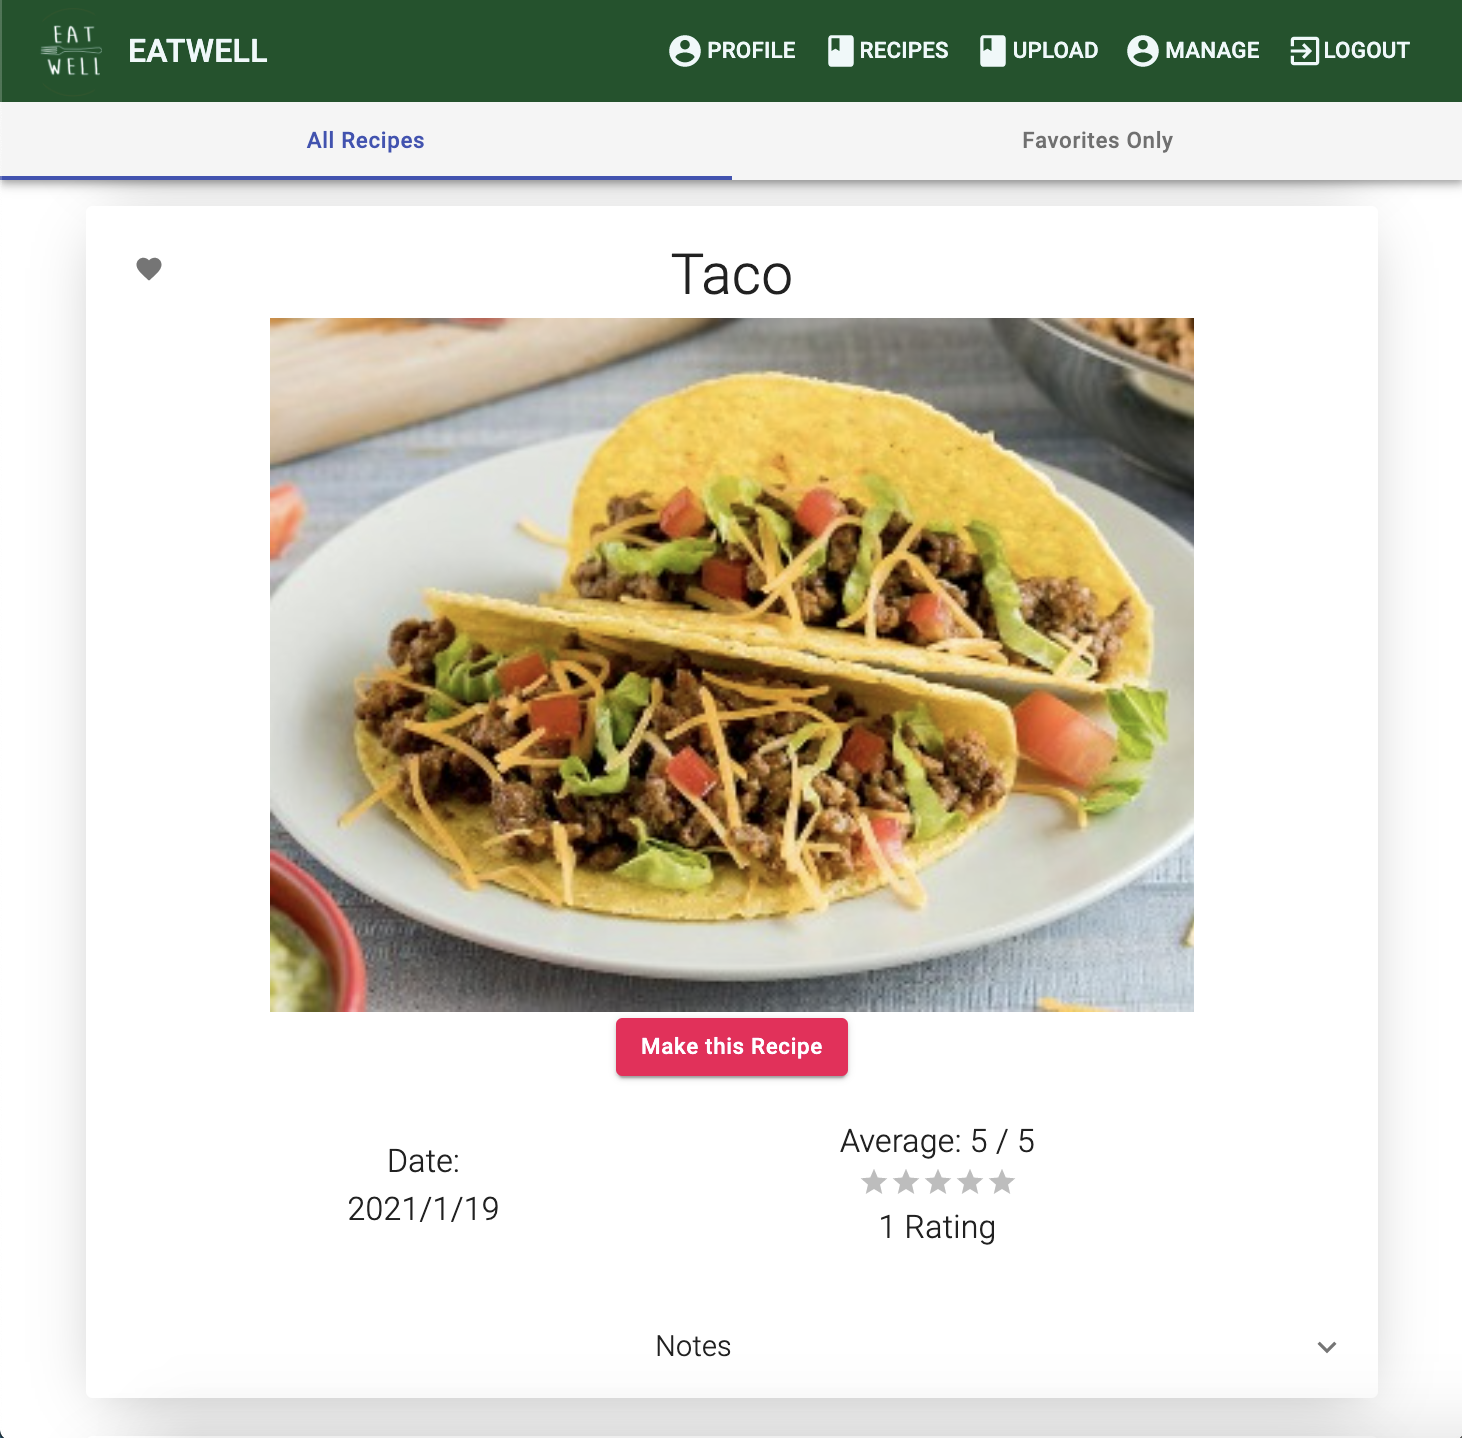 EAT
WELL
EATWELL
PROFILE
RECIPES
UPLOAD
MANAGE
LOGOUT
All Recipes
Favorites Only
Taco
Make this Recipe
Date:
2021/1/19
Average: 5 / 5
1 Rating
Notes